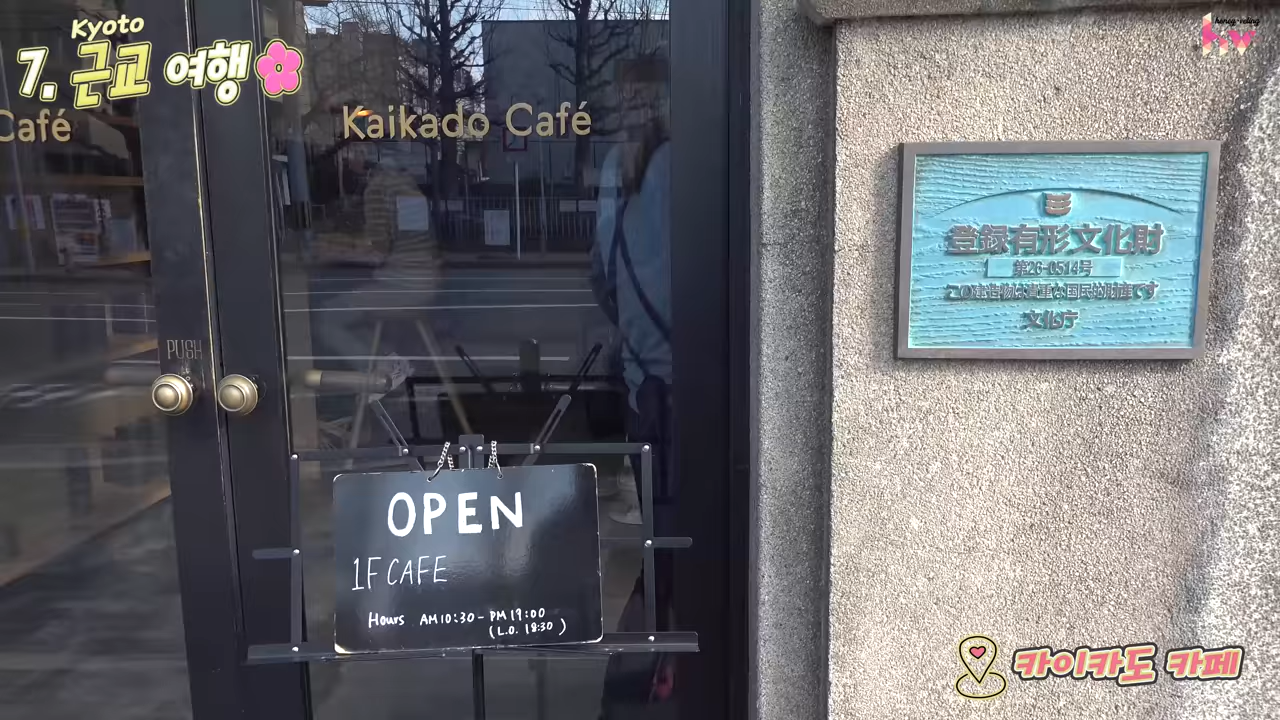 Kyoto
7. 근교 여행
honog-veling
hv
Café
Kaikado Café
登録有形文化財
第26-0514号
この建造物は貴重な国民的財産です
文化庁
PUSH
OPEN
1F CAFE
Hours AM10:30-PM19:00
(L.O. 18:30)
카이카도 카페